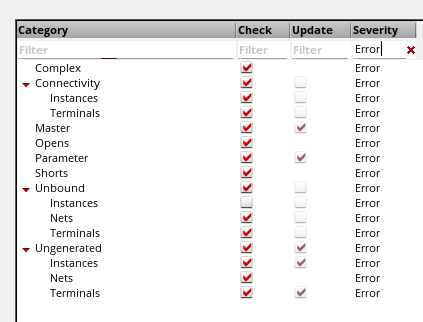 Category Check Update Severity
Filter Filter Filter Error
Complex Error
Connectivity Error
Instances Error
Terminals Error
Master Error
Opens Error
Parameter Error
Shorts Error
Unbound Error
Instances Error
Nets Error
Terminals Error
Ungenerated Error
Instances Error
Nets Error
Terminals Error